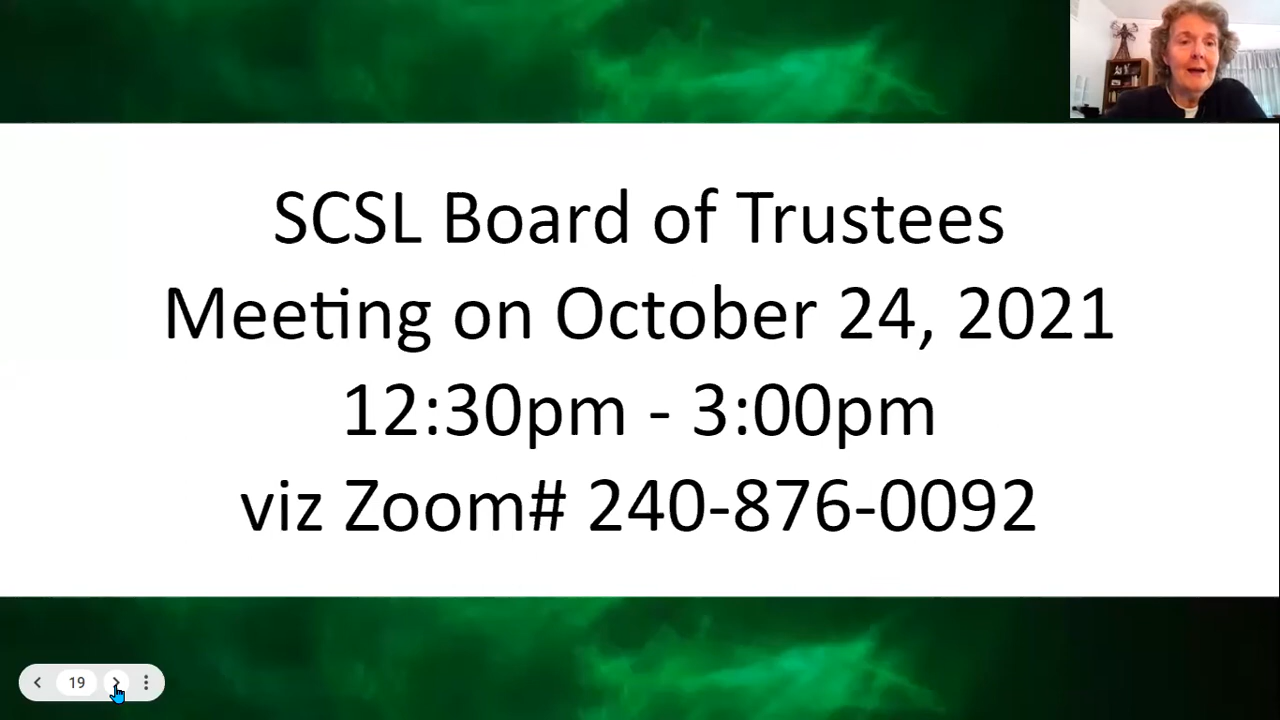 SCSL Board of Trustees
Meeting on October 24, 2021
12:30pm - 3:00pm
viz Zoom# 240-876-0092
19